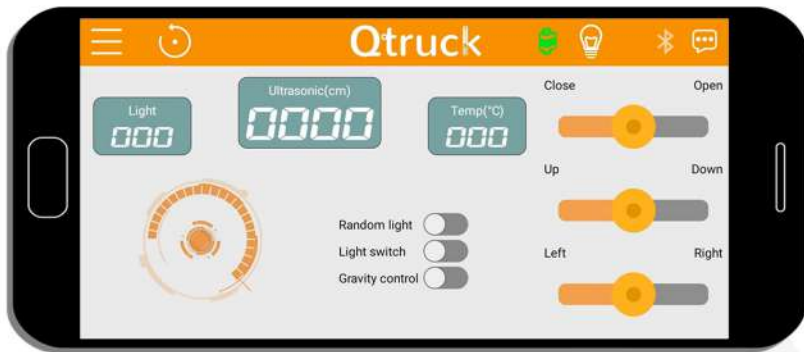 Qtruck
Light
000
Ultrasonic(cm)
0000
Temp(°C)
000
Close
Open
Up
Down
Left
Right
Random light
Light switch
Gravity control